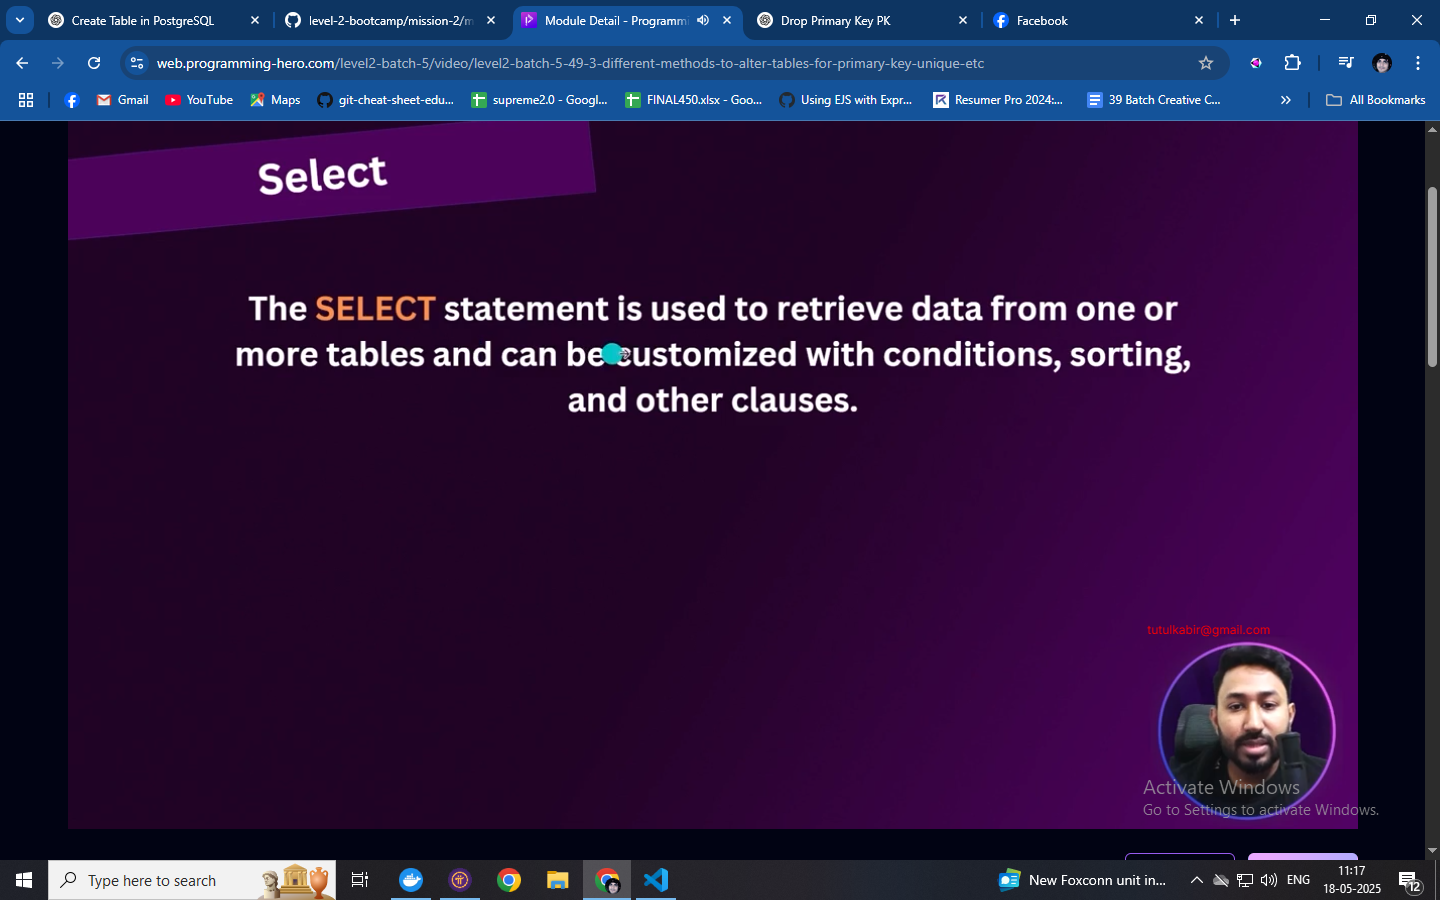 Create Table in PostgreSQL
level-2-bootcamp/mission-2/m
Module Detail - Programmi
Drop Primary Key PK
Facebook
web.programming-hero.com/level2-batch-5/video/level2-batch-5-49-3-different-methods-to-alter-tables-for-primary-key-unique-etc
Gmail
YouTube
Maps
git-cheat-sheet-edu...
supreme2.0 - Googl...
FINAL450.xlsx - Goo...
Using EJS with Expr...
Resumer Pro 2024:...
39 Batch Creative C...
All Bookmarks
Select
The SELECT statement is used to retrieve data from one or
more tables and can be customized with conditions, sorting,
and other clauses.
tutulkabir@gmail.com
Activate Windows
Go to Settings to activate Windows.
Type here to search
New Foxconn unit in...
ENG
11:17
18-05-2025
12